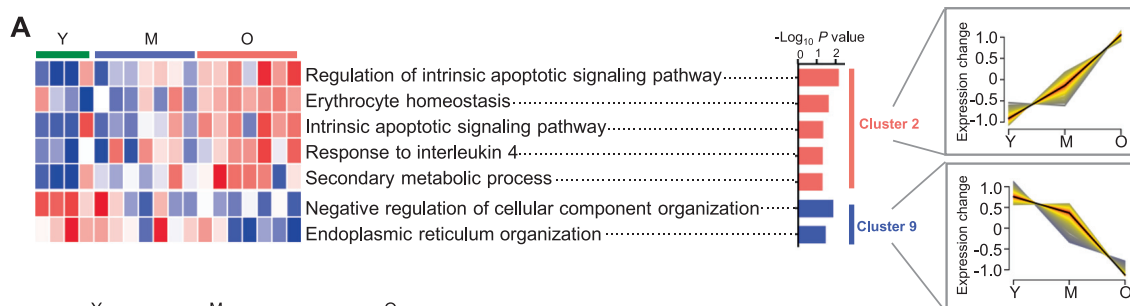 A
Y M O
-Log10 P value
0 1 2
Regulation of intrinsic apoptotic signaling pathway
Erythrocyte homeostasis
Intrinsic apoptotic signaling pathway
Response to interleukin 4
Secondary metabolic process
Negative regulation of cellular component organization
Endoplasmic reticulum organization
Cluster 2
Cluster 9
Expression change
1.0
0.5
0
-0.5
-1.0
Y M O
Expression change
1.0
0.5
0
-0.5
-1.0
Y M O
Y M O